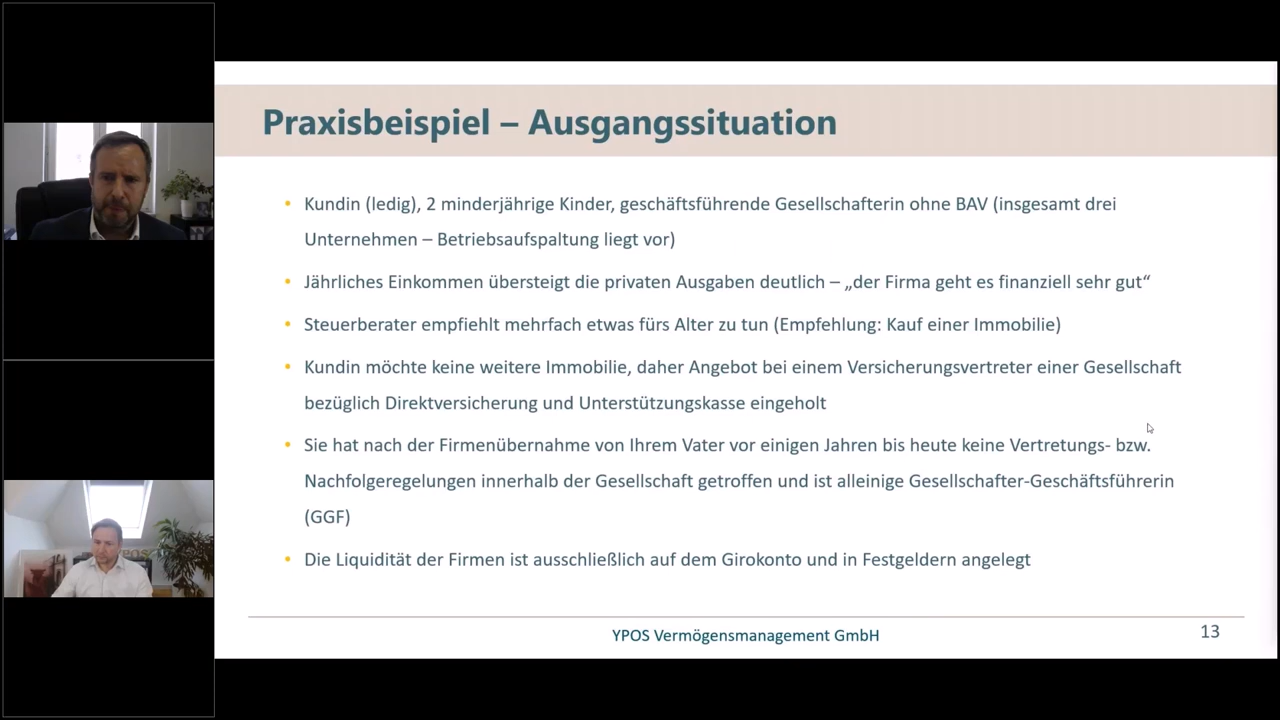 Praxisbeispiel – Ausgangssituation
• Kundin (ledig), 2 minderjährige Kinder, geschäftsführende Gesellschafterin ohne BAV (insgesamt drei
Unternehmen – Betriebsaufspaltung liegt vor)
• Jährliches Einkommen übersteigt die privaten Ausgaben deutlich – „der Firma geht es finanziell sehr gut“
• Steuerberater empfiehlt mehrfach etwas fürs Alter zu tun (Empfehlung: Kauf einer Immobilie)
• Kundin möchte keine weitere Immobilie, daher Angebot bei einem Versicherungsvertreter einer Gesellschaft
bezüglich Direktversicherung und Unterstützungskasse eingeholt
• Sie hat nach der Firmenübernahme von Ihrem Vater vor einigen Jahren bis heute keine Vertretungs- bzw.
Nachfolgeregelungen innerhalb der Gesellschaft getroffen und ist alleinige Gesellschafter-Geschäftsführerin
(GGF)
• Die Liquidität der Firmen ist ausschließlich auf dem Girokonto und in Festgeldern angelegt
YPOS Vermögensmanagement GmbH
13